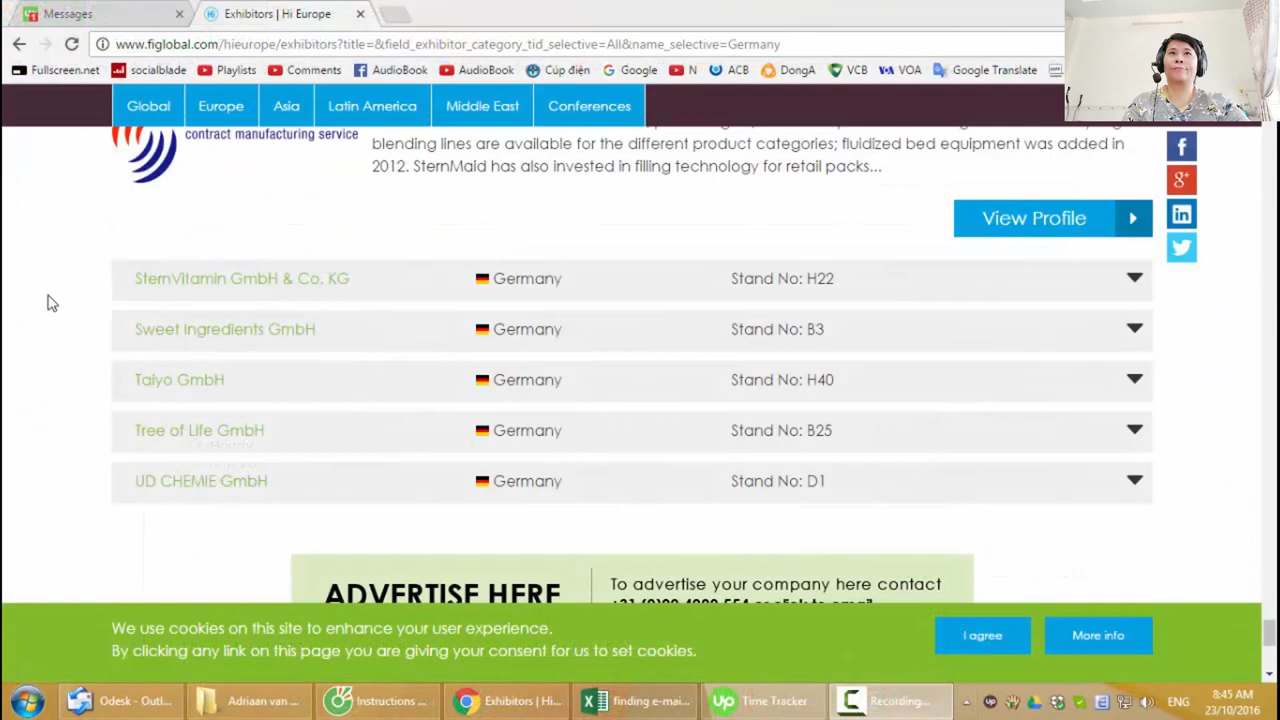 Messages
Exhibitors | Hi Europe
www.figlobal.com/hieurope/exhibitors?title=&field_exhibitor_category_tid_selective=All&name_selective=Germany
Fullscreen.net socialblade Playlists Comments AudioBook AudioBook Cúp điện Google N ACB DongA VCB VOA Google Translate
Global Europe Asia Latin America Middle East Conferences
contract manufacturing service
blending lines are available for the different product categories; fluidized bed equipment was added in
2012. SternMaid has also invested in filling technology for retail packs...
View Profile
SternVitamin GmbH & Co. KG Germany Stand No: H22
Sweet Ingredients GmbH Germany Stand No: B3
Taiyo GmbH Germany Stand No: H40
Tree of Life GmbH Germany Stand No: B25
UD CHEMIE GmbH Germany Stand No: D1
ADVERTISE HERE
To advertise your company here contact
We use cookies on this site to enhance your user experience.
By clicking any link on this page you are giving your consent for us to set cookies.
I agree More info
Odesk - Outl... Adriaan van ... Instructions ... Exhibitors | Hi... finding e-mai... Time Tracker Recording... ENG
8:45 AM
23/10/2016